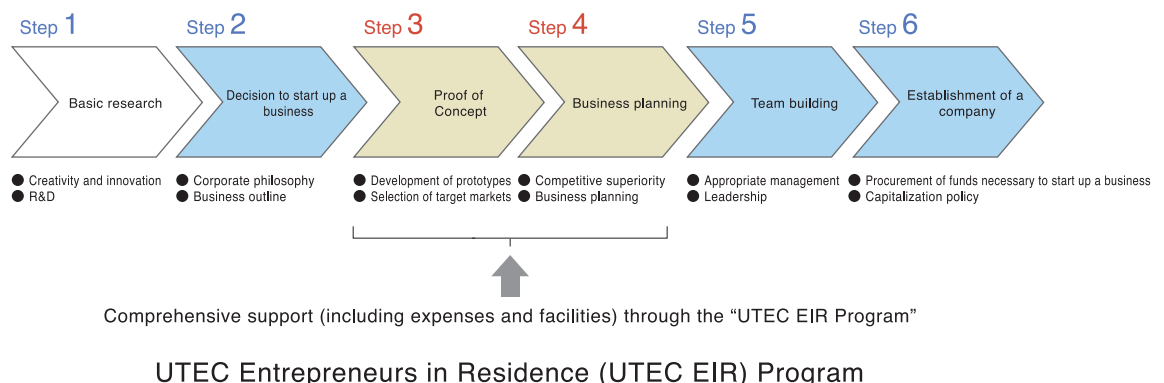 Step 1
Step 2
Step 3
Step 4
Step 5
Step 6
Basic research
Decision to start up a
business
Proof of
Concept
Business planning
Team building
Establishment of a
company
● Creativity and innovation
● R&D
● Corporate philosophy
● Business outline
● Development of prototypes
● Selection of target markets
● Competitive superiority
● Business planning
● Appropriate management
● Leadership
● Procurement of funds necessary to start up a business
● Capitalization policy
Comprehensive support (including expenses and facilities) through the “UTEC EIR Program”
UTEC Entrepreneurs in Residence (UTEC EIR) Program